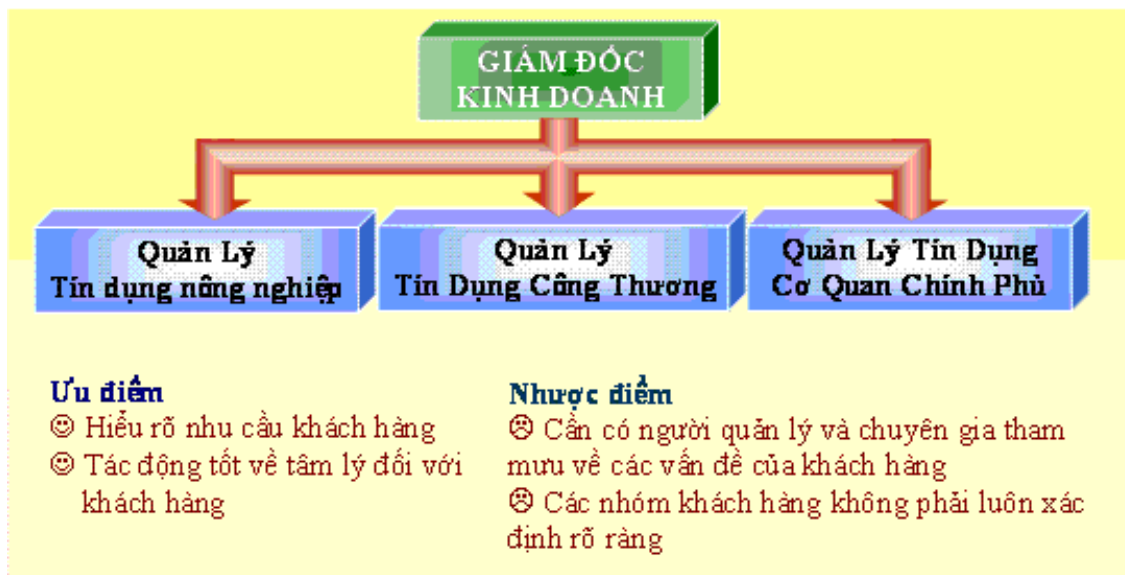 GIÁM ĐỐC
KINH DOANH
Quản Lý
Tín dụng nông nghiệp
Quản Lý
Tín Dụng Công Thương
Quản Lý Tín Dụng
Cơ Quan Chính Phủ
Ưu điểm
☺ Hiểu rõ nhu cầu khách hàng
☺ Tác động tốt về tâm lý đối với
khách hàng
Nhược điểm
☹ Cần có người quản lý và chuyên gia tham
mưu về các vấn đề của khách hàng
☹ Các nhóm khách hàng không phải luôn xác
định rõ ràng